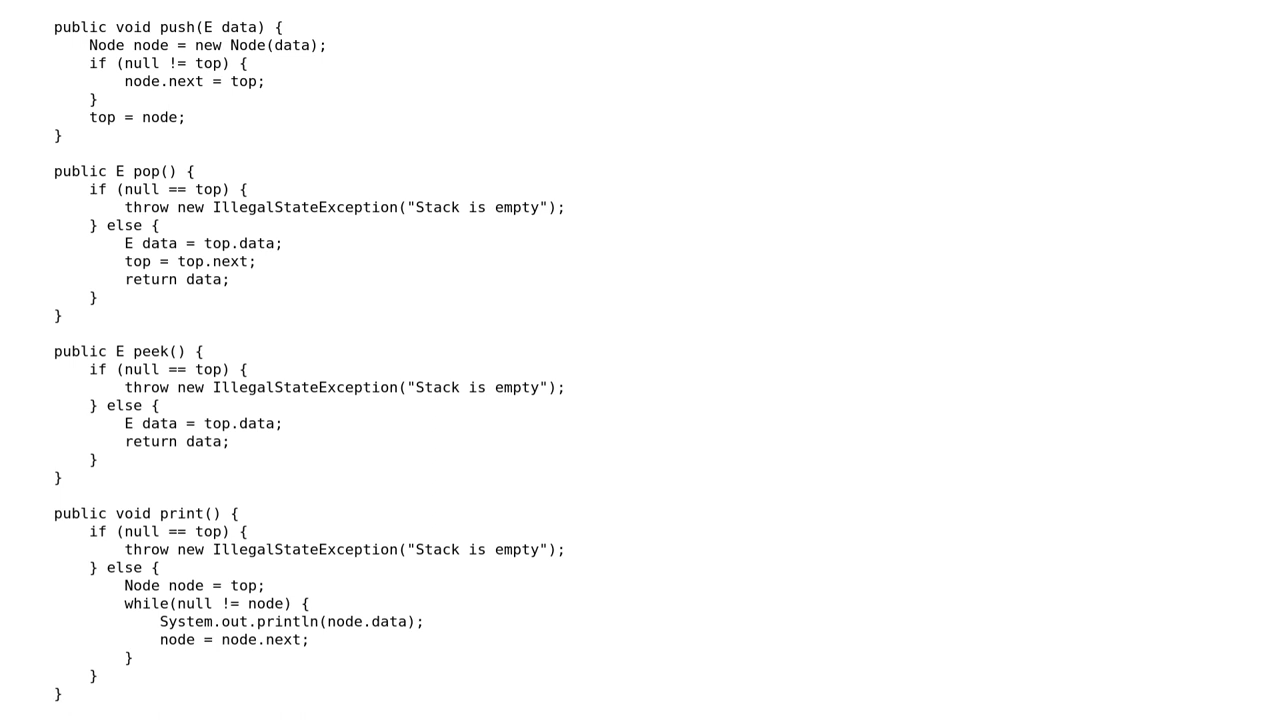 public void push(E data) {
    Node node = new Node(data);
    if (null != top) {
        node.next = top;
    }
    top = node;
}

public E pop() {
    if (null == top) {
        throw new IllegalStateException("Stack is empty");
    } else {
        E data = top.data;
        top = top.next;
        return data;
    }
}

public E peek() {
    if (null == top) {
        throw new IllegalStateException("Stack is empty");
    } else {
        E data = top.data;
        return data;
    }
}

public void print() {
    if (null == top) {
        throw new IllegalStateException("Stack is empty");
    } else {
        Node node = top;
        while(null != node) {
            System.out.println(node.data);
            node = node.next;
        }
    }
}